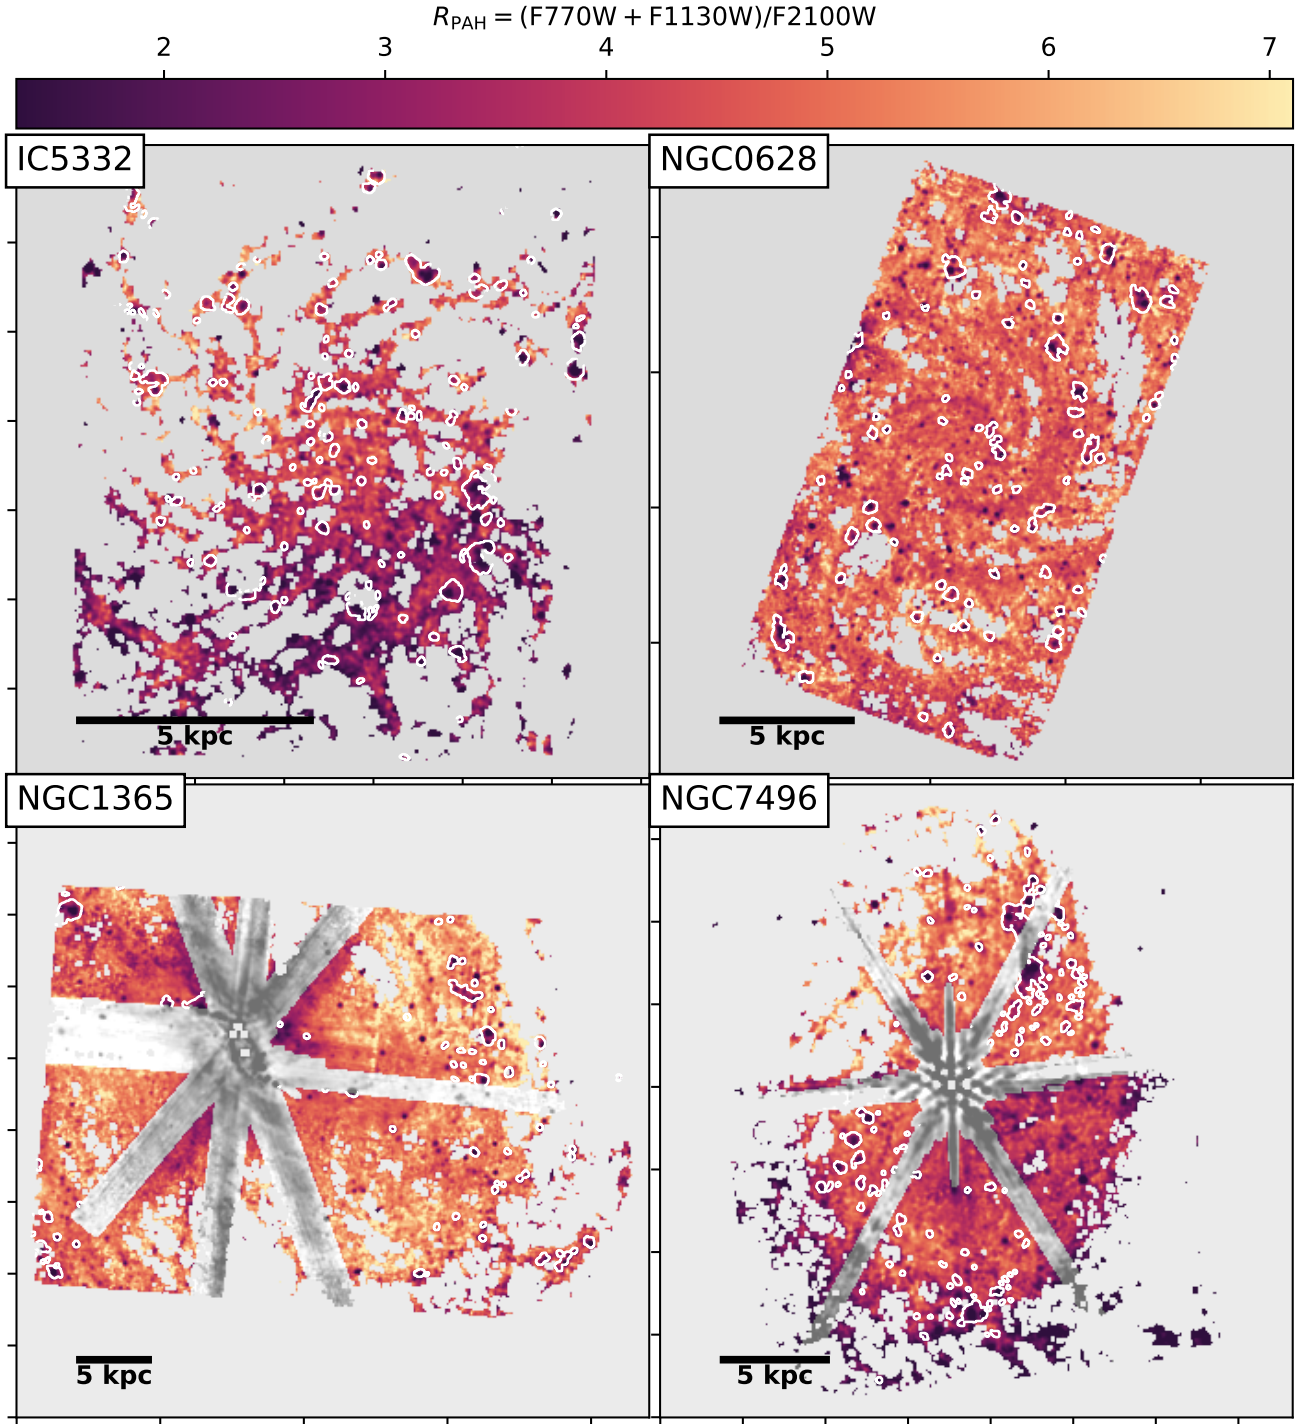 R_PAH = (F770W + F1130W)/F2100W
2 3 4 5 6 7
IC5332
NGC0628
5 kpc
5 kpc
NGC1365
NGC7496
5 kpc
5 kpc